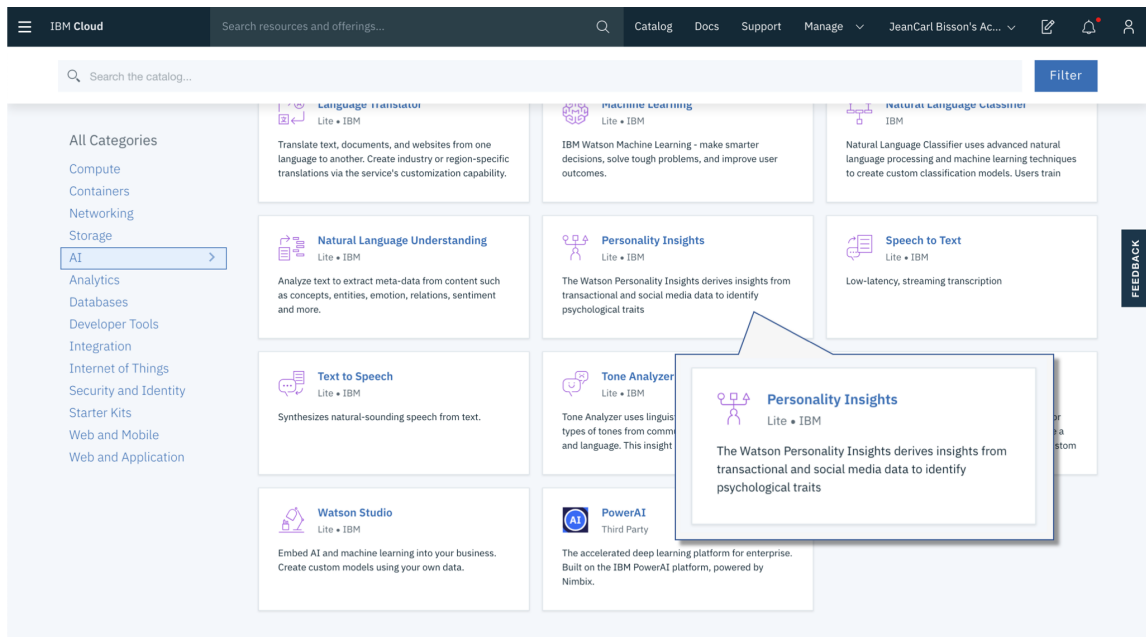 IBM Cloud
Search resources and offerings...
Catalog
Docs
Support
Manage
JeanCarl Bisson's Ac...
Search the catalog...
Filter
All Categories
Compute
Containers
Networking
Storage
AI
Analytics
Databases
Developer Tools
Integration
Internet of Things
Security and Identity
Starter Kits
Web and Mobile
Web and Application
Language Translator
Lite • IBM
Translate text, documents, and websites from one
language to another. Create industry or region-specific
translations via the service's customization capability.
Machine Learning
Lite • IBM
IBM Watson Machine Learning - make smarter
decisions, solve tough problems, and improve user
outcomes.
Natural Language Classifier
IBM
Natural Language Classifier uses advanced natural
language processing and machine learning techniques
to create custom classification models. Users train
Natural Language Understanding
Lite • IBM
Analyze text to extract meta-data from content such
as concepts, entities, emotion, relations, sentiment
and more.
Personality Insights
Lite • IBM
The Watson Personality Insights derives insights from
transactional and social media data to identify
psychological traits
Speech to Text
Lite • IBM
Low-latency, streaming transcription
Text to Speech
Lite • IBM
Synthesizes natural-sounding speech from text.
Tone Analyzer
Lite • IBM
Tone Analyzer uses linguis
types of tones from comm
and language. This insight
or
e a
stom
Personality Insights
Lite • IBM
The Watson Personality Insights derives insights from
transactional and social media data to identify
psychological traits
Watson Studio
Lite • IBM
Embed AI and machine learning into your business.
Create custom models using your own data.
AI
PowerAI
Third Party
The accelerated deep learning platform for enterprise.
Built on the IBM PowerAI platform, powered by
Nimbix.
FEEDBACK